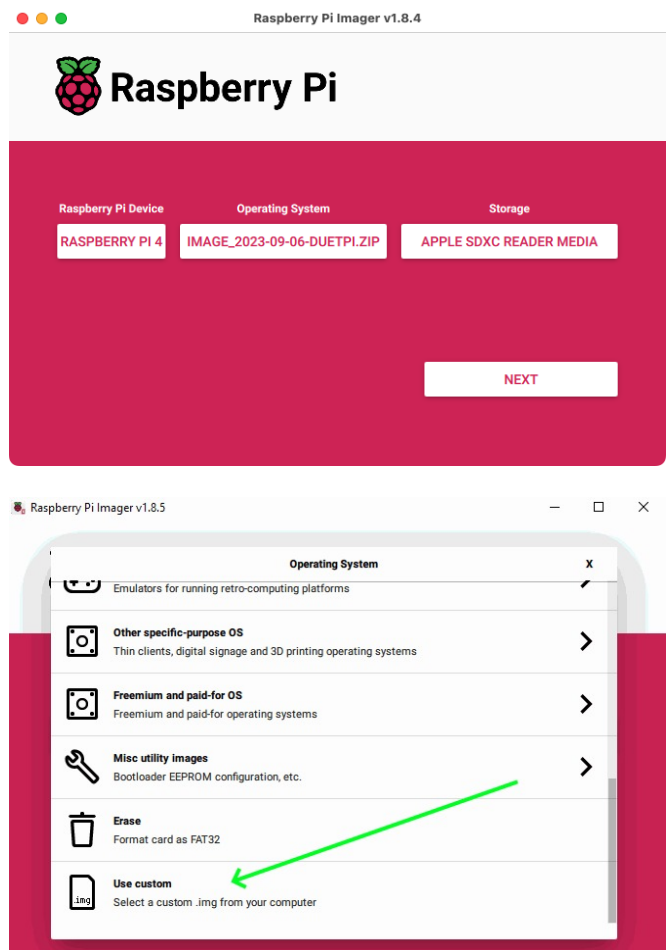 Raspberry Pi Imager v1.8.4
Raspberry Pi
Raspberry Pi Device Operating System Storage
RASPBERRY PI 4 IMAGE_2023-09-06-DUETPI.ZIP APPLE SDXC READER MEDIA
NEXT
Raspberry Pi Imager v1.8.5
Operating System X
Emulators for running retro-computing platforms
Other specific-purpose OS
Thin clients, digital signage and 3D printing operating systems
Freemium and paid-for OS
Freemium and paid-for operating systems
Misc utility images
Bootloader EEPROM configuration, etc.
Erase
Format card as FAT32
Use custom
.img
Select a custom .img from your computer